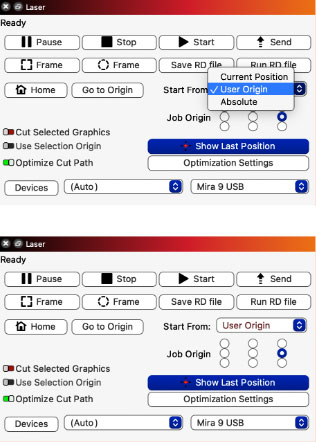 Laser
Ready
Pause Stop Start Send
Frame Frame Save RD file Run RD file
Current Position
Home Go to Origin Start From: User Origin
Absolute
Job Origin
Cut Selected Graphics
Use Selection Origin Show Last Position
Optimize Cut Path Optimization Settings
Devices (Auto) Mira 9 USB
Laser
Ready
Pause Stop Start Send
Frame Frame Save RD file Run RD file
Home Go to Origin Start From: User Origin
Job Origin
Cut Selected Graphics
Use Selection Origin Show Last Position
Optimize Cut Path Optimization Settings
Devices (Auto) Mira 9 USB